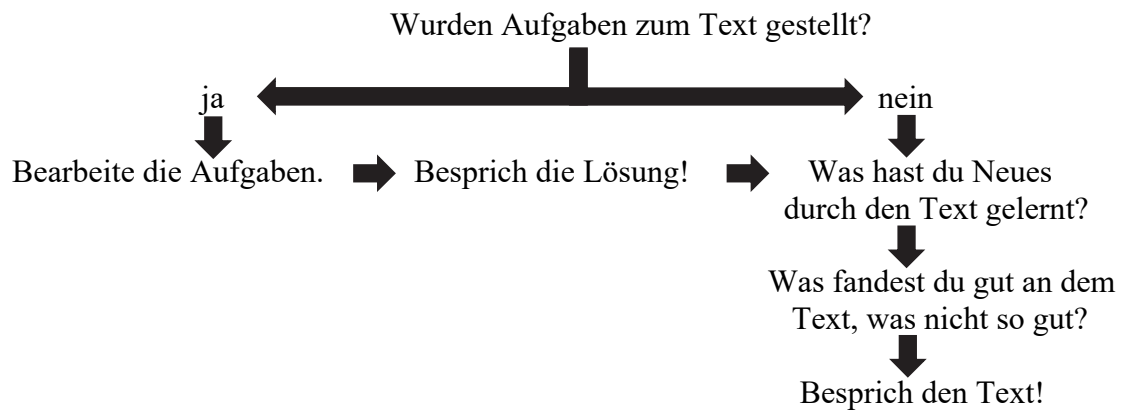 Wurden Aufgaben zum Text gestellt?
ja
nein
Bearbeite die Aufgaben.
Besprich die Lösung!
Was hast du Neues
durch den Text gelernt?
Was fandest du gut an dem
Text, was nicht so gut?
Besprich den Text!